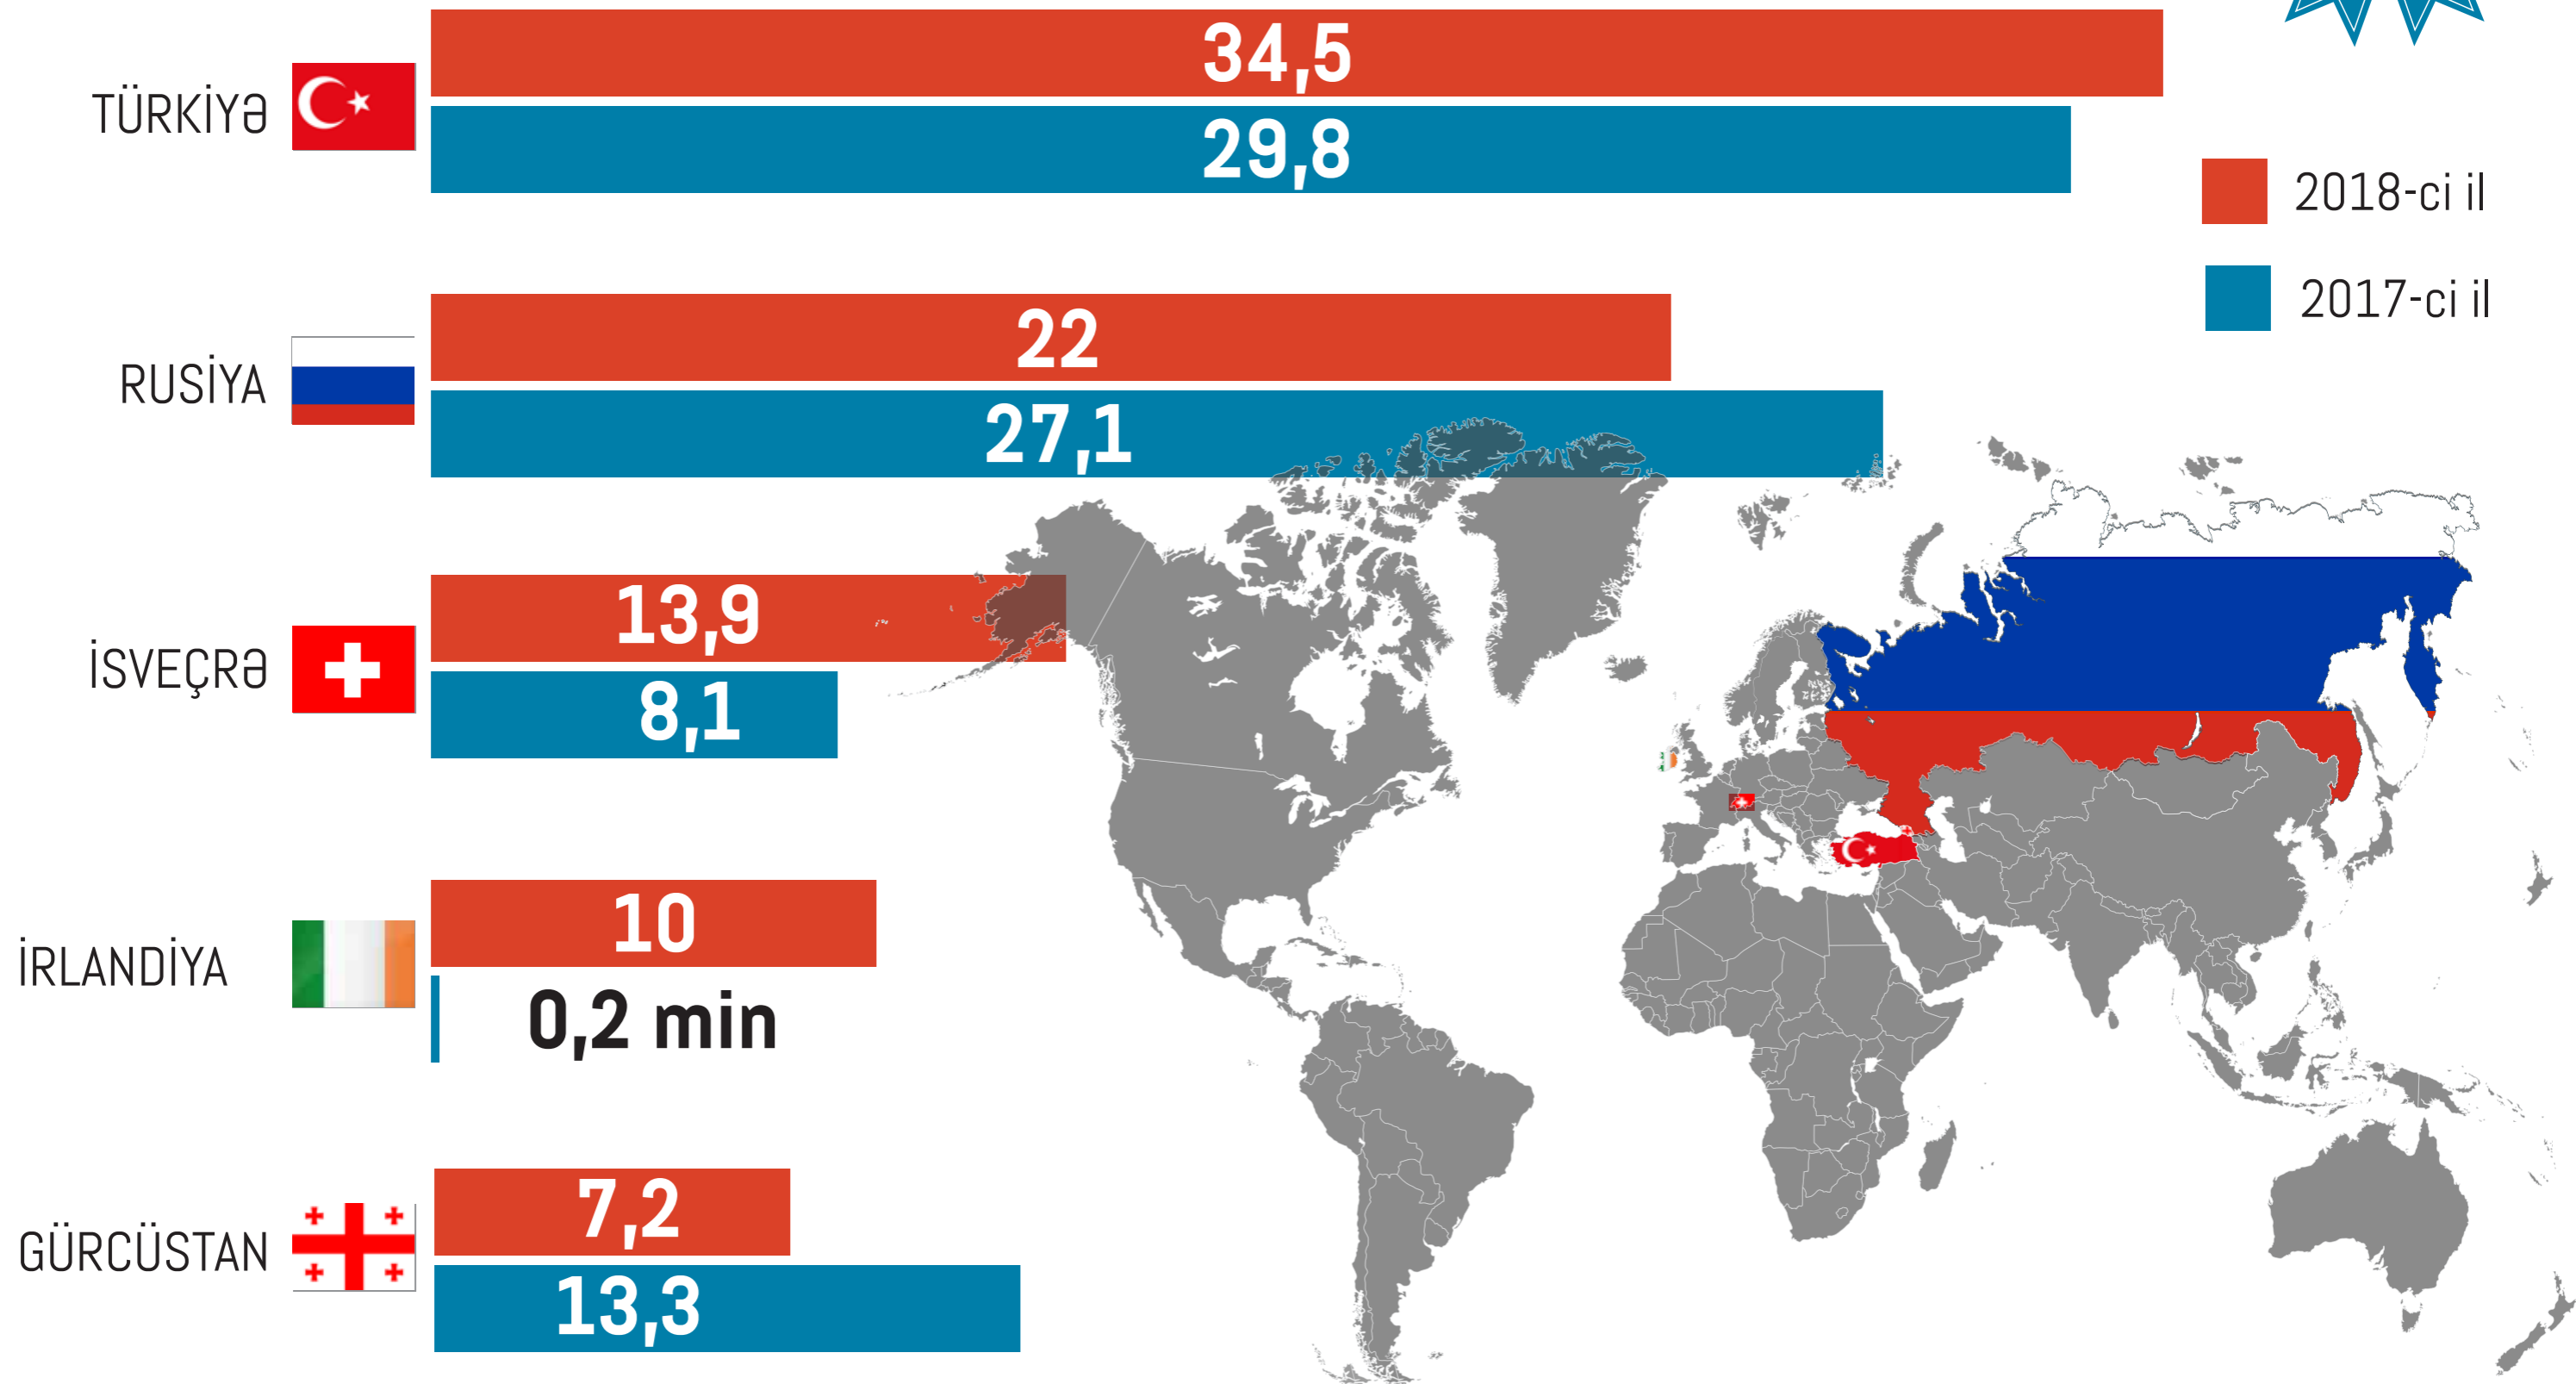 34,5
TÜRKİYƏ
29,8
2018-ci il
2017-ci il
22
RUSİYA
27,1
13,9
İSVEÇRƏ
8,1
10
İRLANDİYA
0,2 min
7,2
GÜRCÜSTAN
13,3